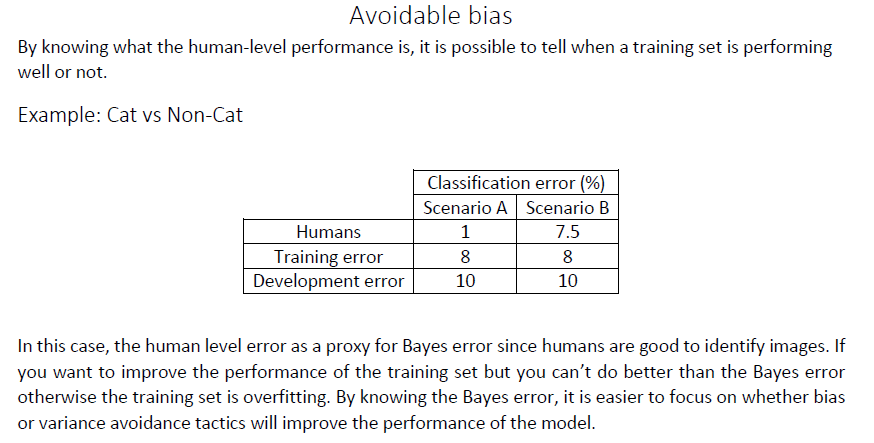 Avoidable bias
By knowing what the human-level performance is, it is possible to tell when a training set is performing
well or not.
Example: Cat vs Non-Cat
Classification error (%)
Scenario A Scenario B
Humans 1 7.5
Training error 8 8
Development error 10 10
In this case, the human level error as a proxy for Bayes error since humans are good to identify images. If
you want to improve the performance of the training set but you can’t do better than the Bayes error
otherwise the training set is overfitting. By knowing the Bayes error, it is easier to focus on whether bias
or variance avoidance tactics will improve the performance of the model.